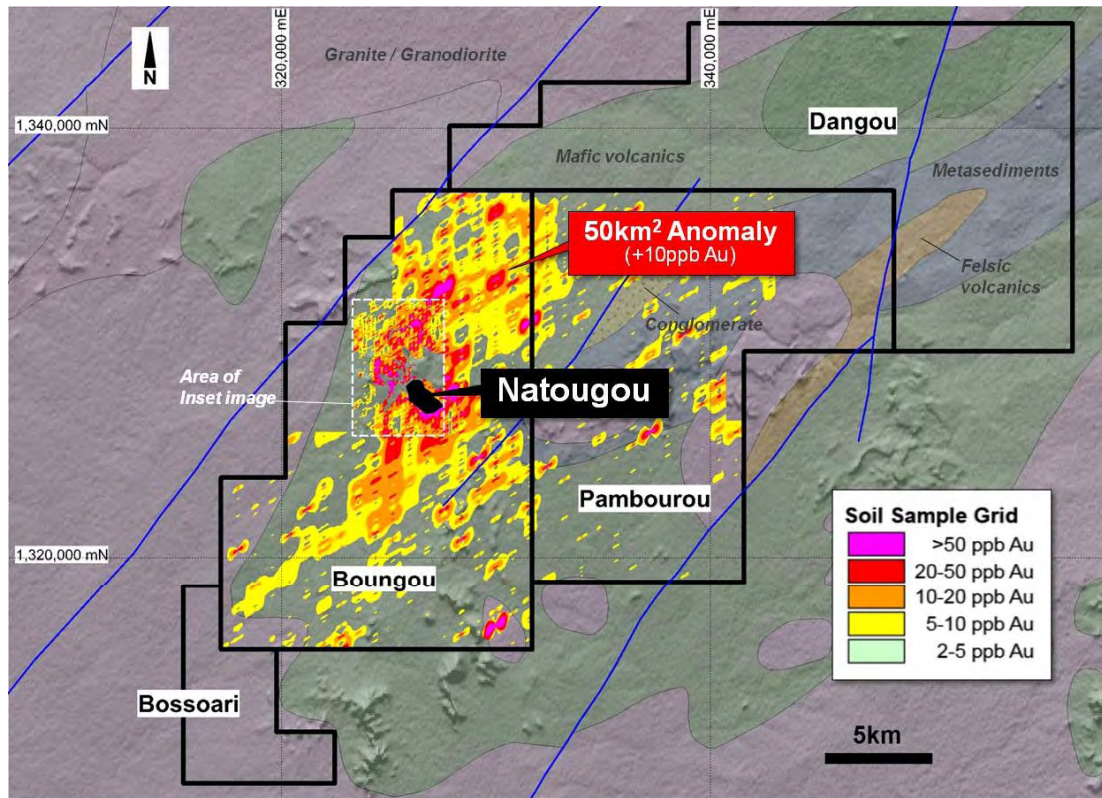 N
320,000 mE
340,000 mE
Granite / Granodiorite
1,340,000 mN
Dangou
Mafic volcanics
Metasediments
50km² Anomaly
(+10ppb Au)
Felsic
volcanics
Conglomerate
Area of
Inset image
Natougou
Pambourou
1,320,000 mN
Boungou
Bossoari
Soil Sample Grid
>50 ppb Au
20-50 ppb Au
10-20 ppb Au
5-10 ppb Au
2-5 ppb Au
5km